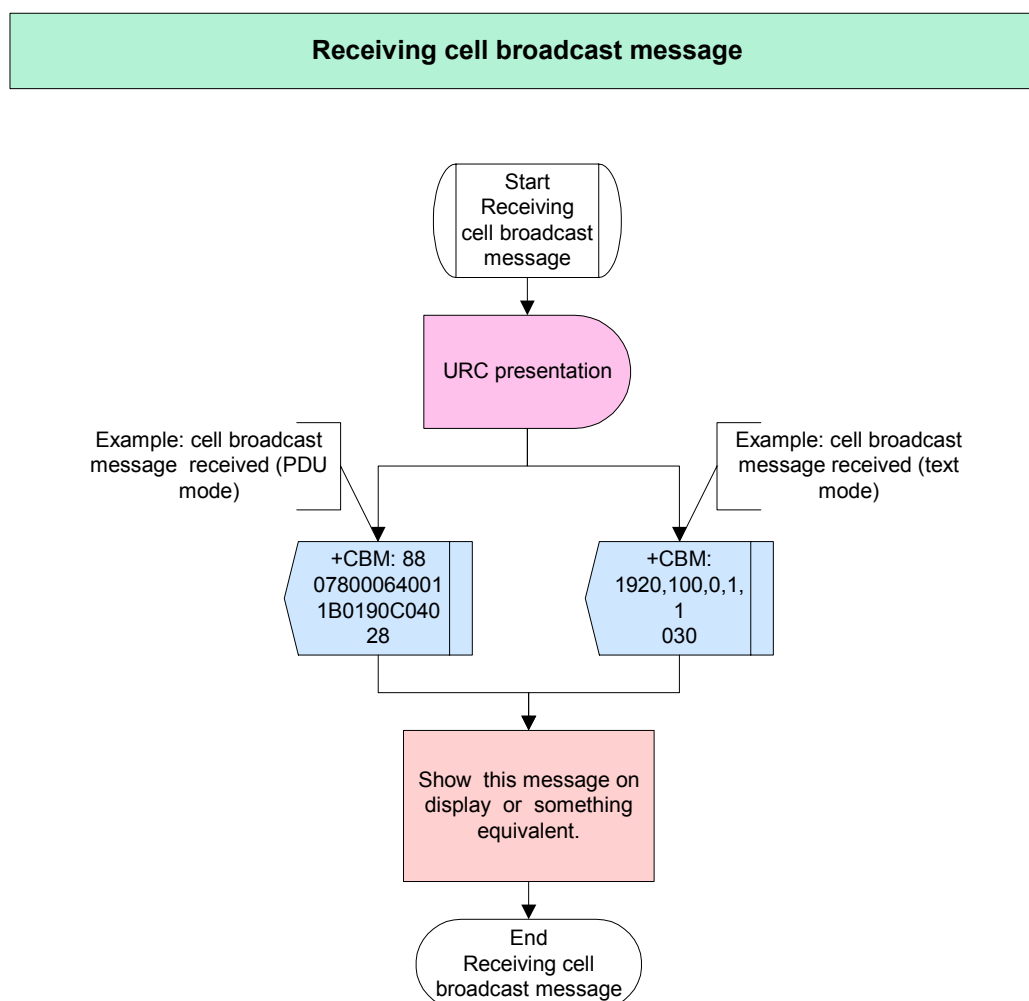 Receiving cell broadcast message
Start
Receiving
cell broadcast
message
URC presentation
Example: cell broadcast
message received (PDU
mode)
Example: cell broadcast
message received (text
mode)
+CBM: 88
07800064001
1B0190C040
28
+CBM:
1920,100,0,1,
1
030
Show this message on
display or something
equivalent.
End
Receiving cell
broadcast message